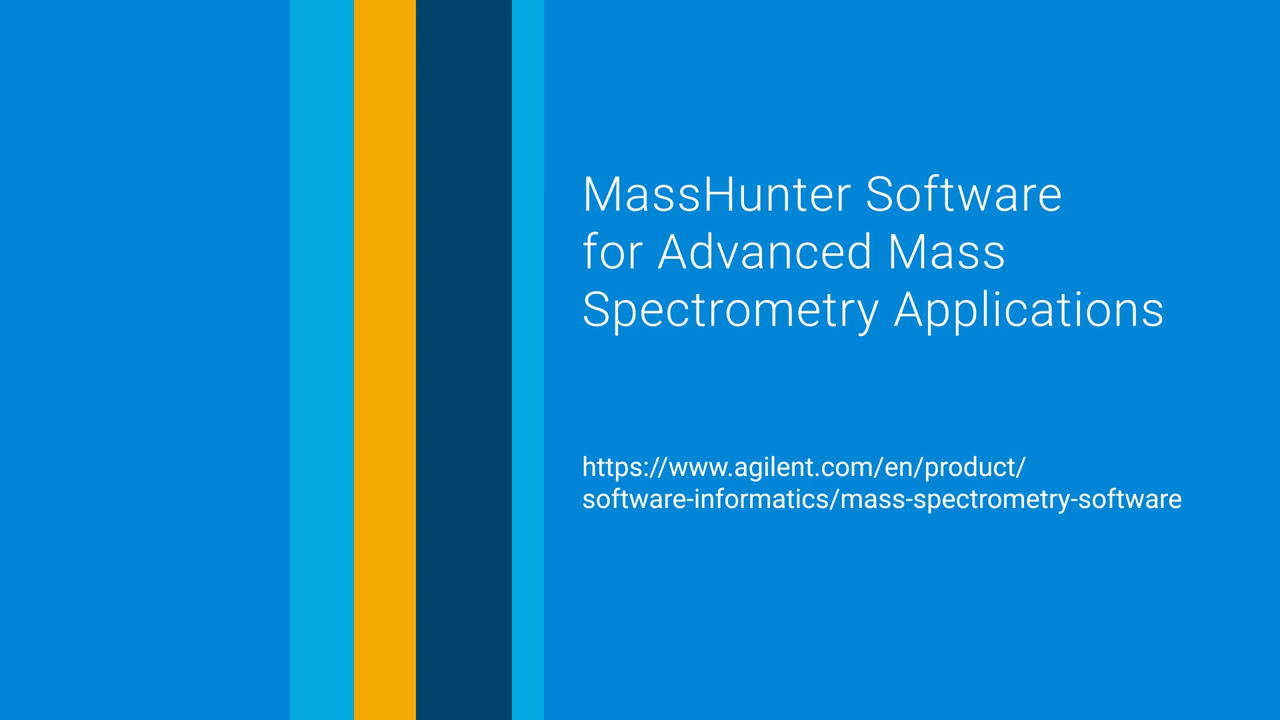 MassHunter Software
for Advanced Mass
Spectrometry Applications
https://www.agilent.com/en/product/
software-informatics/mass-spectrometry-software